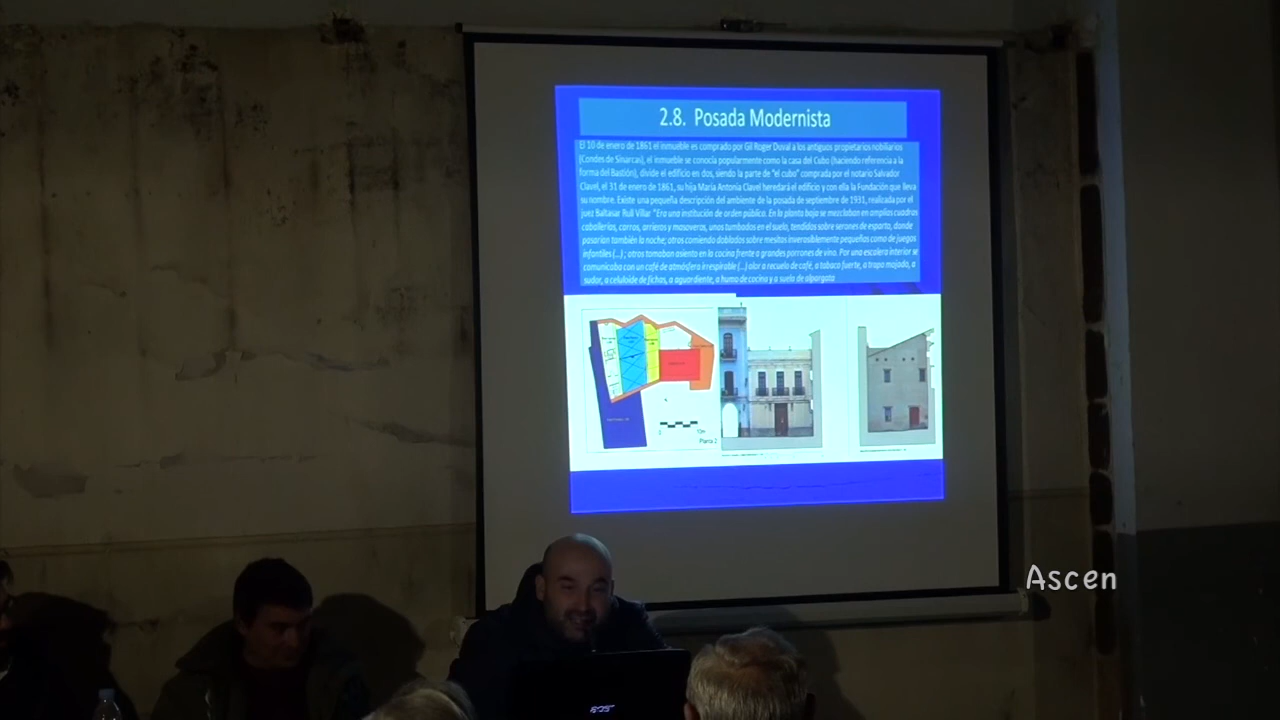 2.8. Posada Modernista
El 10 de enero de 1861 el inmueble es comprado por Gil Roger Duval a los antiguos propietarios nobiliarios
(Condes de Sinarcas), el inmueble se conocía popularmente como la casa del Cubo (haciendo referencia a la
forma del Bastión), divide el edificio en dos, siendo la parte de "el cubo" comprada por el notario Salvador
Clavel, el 31 de enero de 1861, su hija María Antonia Clavel heredará el edificio y con ella la Fundación que lleva
su nombre. Existe una pequeña descripción del ambiente de la posada de septiembre de 1931, realizada por el
juez Baltasar Rull Villar "Era una institución de orden público. En la planta baja se mezclaban en amplias cuadras
caballerías, carros, arrieros y masoveros, unos tumbados en el suelo, tendidos sobre serones de esparto, donde
pasarían también la noche; otros comiendo doblados sobre mesitas inverosímilmente pequeñas como de juegos
infantiles (...) ; otros tomaban asiento en la cocina frente a grandes porrones de vino. Por una escalera interior se
comunicaba con un café de atmósfera irrespirable (...) olor a recuelo de café, a tabaco fuerte, a trapo mojado, a
sudor, a celuloide de fichas, a aguardiente, a humo de cocina y a suela de alpargata
Planta 2
Ascen
acer